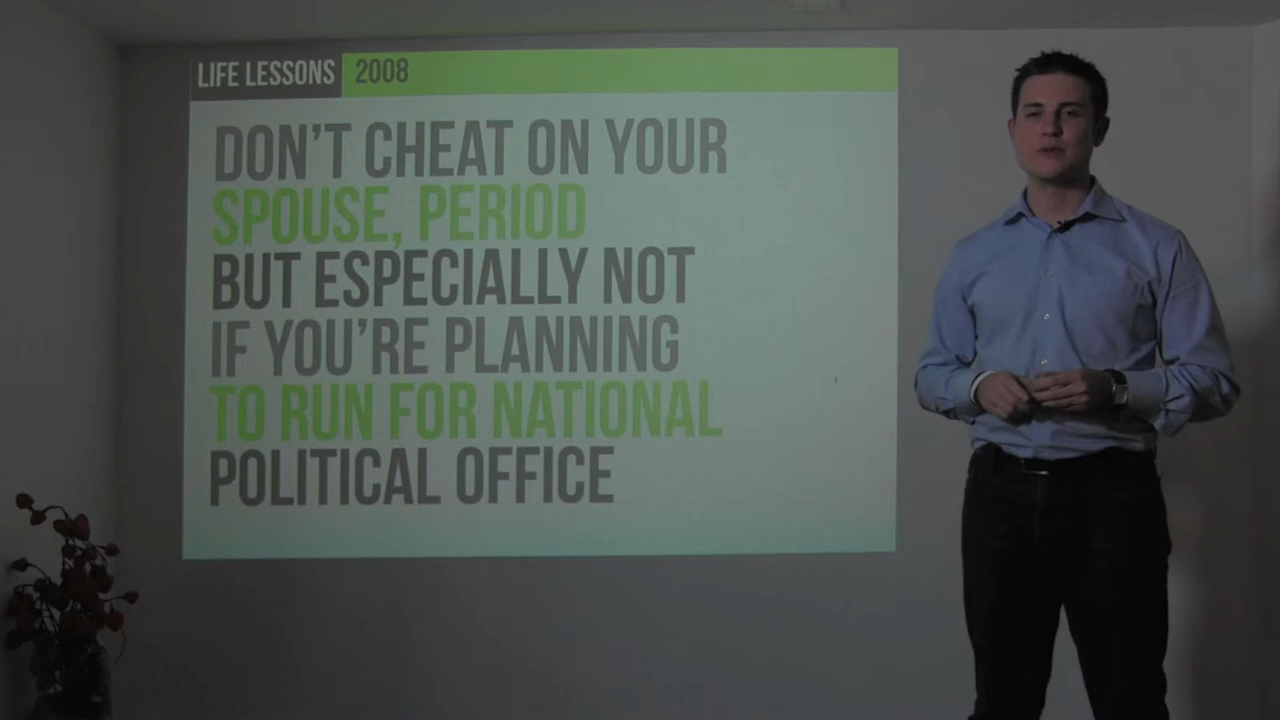 LIFE LESSONS 2008
DON'T CHEAT ON YOUR
SPOUSE, PERIOD
BUT ESPECIALLY NOT
IF YOU'RE PLANNING
TO RUN FOR NATIONAL
POLITICAL OFFICE